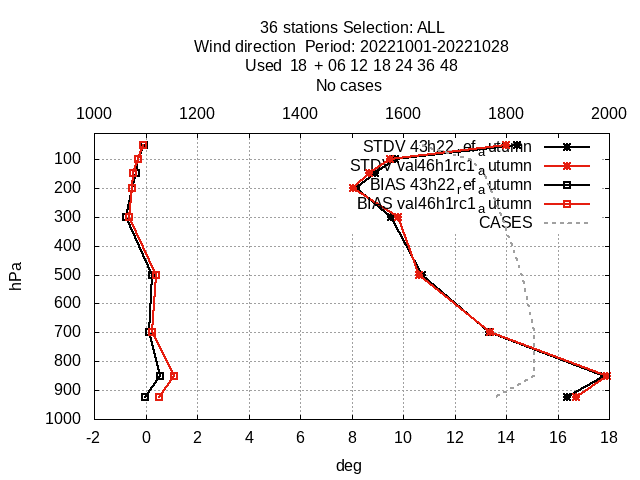 36 stations Selection: ALL
Wind direction  Period: 20221001-20221028
Used  18  + 06 12 18 24 36 48
No cases
1000 1200 1400 1600 1800 2000
STDV 43h22_ref_autumn
STDV val46h1rc1_autumn
BIAS 43h22_ref_autumn
BIAS val46h1rc1_autumn
CASES
hPa
100
200
300
400
500
600
700
800
900
1000
-2 0 2 4 6 8 10 12 14 16 18
deg